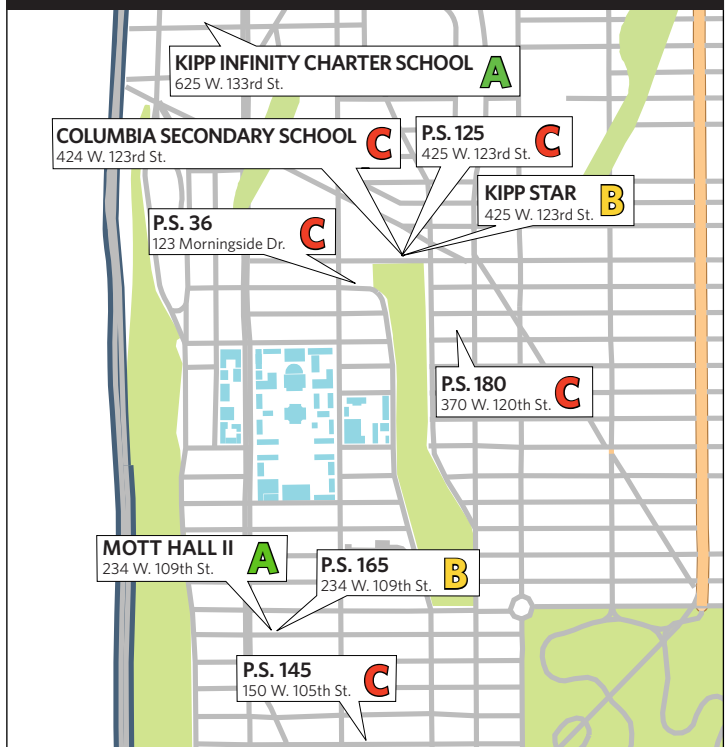 KIPP INFINITY CHARTER SCHOOL A
625 W. 133rd St.
COLUMBIA SECONDARY SCHOOL C
424 W. 123rd St.
P.S. 125 C
425 W. 123rd St.
KIPP STAR B
425 W. 123rd St.
P.S. 36 C
123 Morningside Dr.
P.S. 180 C
370 W. 120th St.
MOTT HALL II A
234 W. 109th St.
P.S. 165 B
234 W. 109th St.
P.S. 145 C
150 W. 105th St.